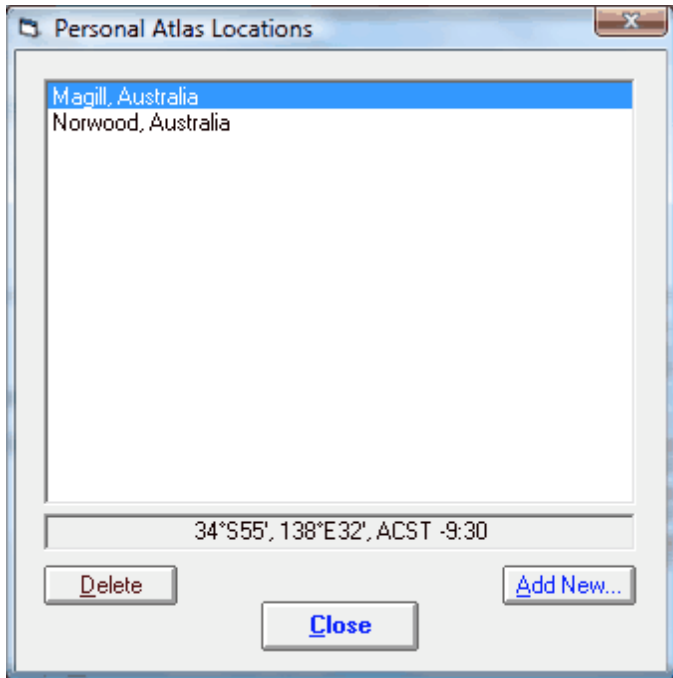 Personal Atlas Locations
Magill, Australia
Norwood, Australia
34°S55', 138°E32', ACST -9:30
Delete
Add New...
Close